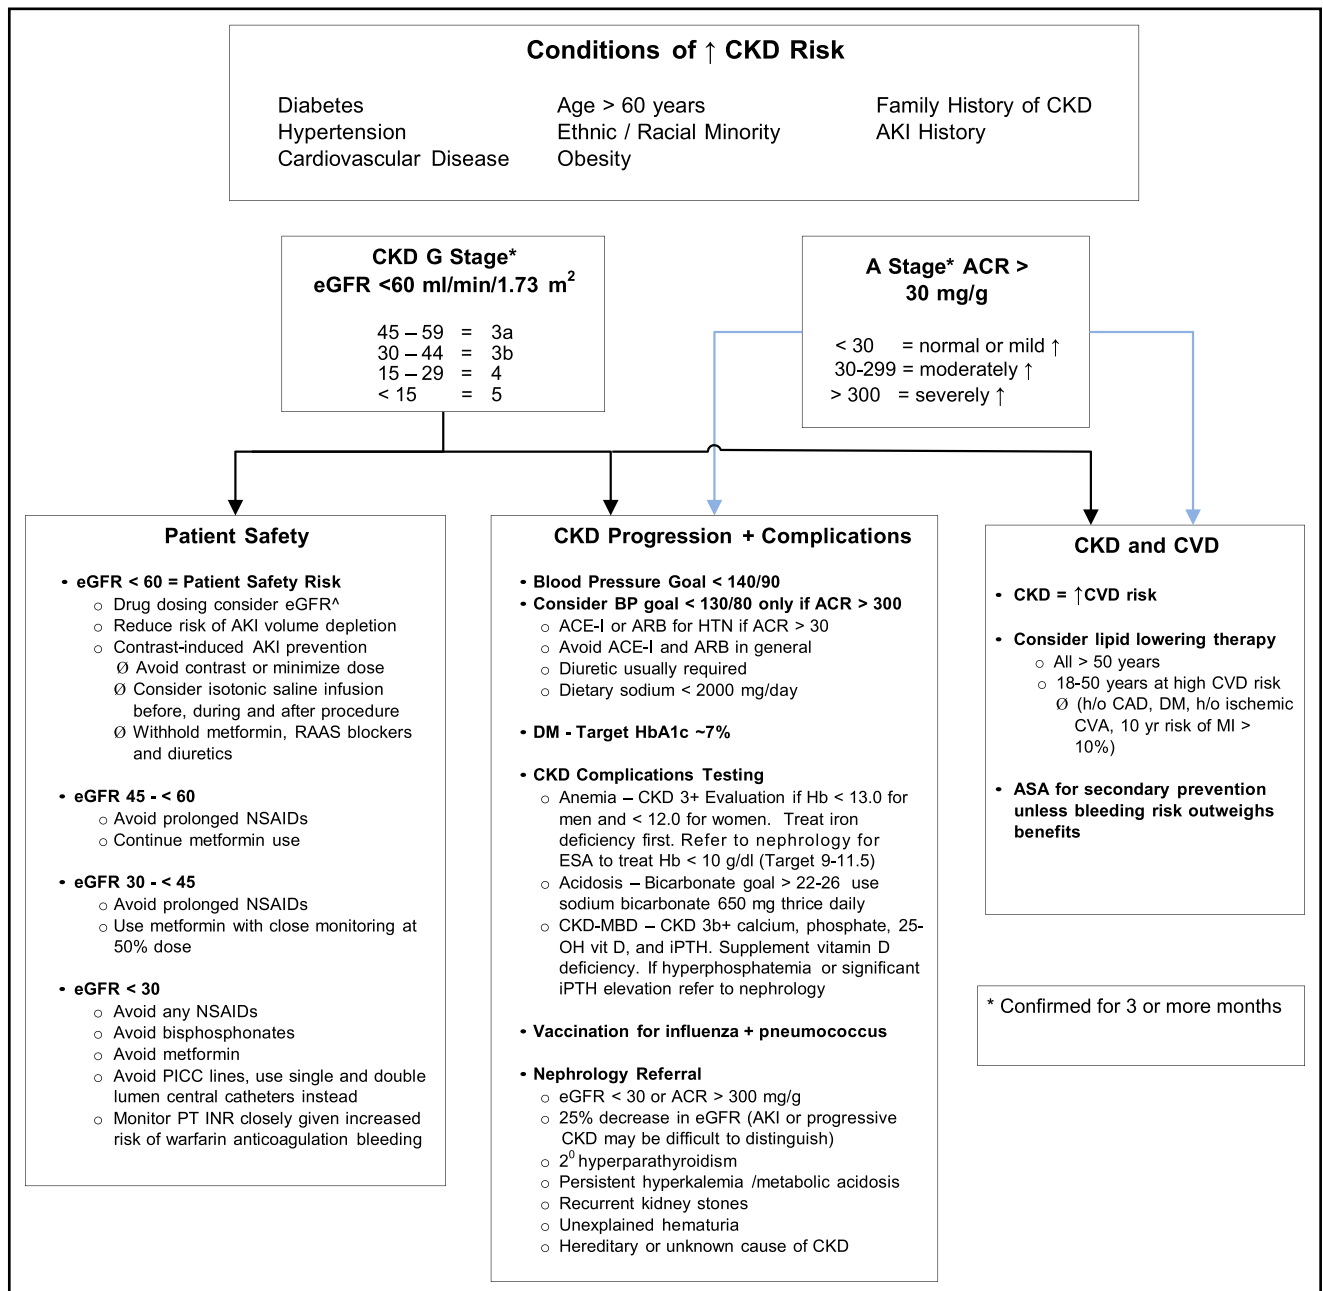 Conditions of ↑ CKD Risk
Diabetes
Hypertension
Cardiovascular Disease
Age > 60 years
Ethnic / Racial Minority
Obesity
Family History of CKD
AKI History
CKD G Stage*
eGFR <60 ml/min/1.73 m²
45 – 59 = 3a
30 – 44 = 3b
15 – 29 = 4
< 15 = 5
A Stage* ACR >
30 mg/g
< 30 = normal or mild ↑
30-299 = moderately ↑
> 300 = severely ↑
Patient Safety
• eGFR < 60 = Patient Safety Risk
○ Drug dosing consider eGFR^
○ Reduce risk of AKI volume depletion
○ Contrast-induced AKI prevention
Ø Avoid contrast or minimize dose
Ø Consider isotonic saline infusion
before, during and after procedure
Ø Withhold metformin, RAAS blockers
and diuretics
• eGFR 45 - < 60
○ Avoid prolonged NSAIDs
○ Continue metformin use
• eGFR 30 - < 45
○ Avoid prolonged NSAIDs
○ Use metformin with close monitoring at
50% dose
• eGFR < 30
○ Avoid any NSAIDs
○ Avoid bisphosphonates
○ Avoid metformin
○ Avoid PICC lines, use single and double
lumen central catheters instead
○ Monitor PT INR closely given increased
risk of warfarin anticoagulation bleeding
CKD Progression + Complications
• Blood Pressure Goal < 140/90
• Consider BP goal < 130/80 only if ACR > 300
○ ACE-I or ARB for HTN if ACR > 30
○ Avoid ACE-I and ARB in general
○ Diuretic usually required
○ Dietary sodium < 2000 mg/day
• DM - Target HbA1c ~7%
• CKD Complications Testing
○ Anemia – CKD 3+ Evaluation if Hb < 13.0 for
men and < 12.0 for women. Treat iron
deficiency first. Refer to nephrology for
ESA to treat Hb < 10 g/dl (Target 9-11.5)
○ Acidosis – Bicarbonate goal > 22-26 use
sodium bicarbonate 650 mg thrice daily
○ CKD-MBD – CKD 3b+ calcium, phosphate, 25-
OH vit D, and iPTH. Supplement vitamin D
deficiency. If hyperphosphatemia or significant
iPTH elevation refer to nephrology
• Vaccination for influenza + pneumococcus
• Nephrology Referral
○ eGFR < 30 or ACR > 300 mg/g
○ 25% decrease in eGFR (AKI or progressive
CKD may be difficult to distinguish)
○ 2⁰ hyperparathyroidism
○ Persistent hyperkalemia /metabolic acidosis
○ Recurrent kidney stones
○ Unexplained hematuria
○ Hereditary or unknown cause of CKD
CKD and CVD
• CKD = ↑CVD risk
• Consider lipid lowering therapy
○ All > 50 years
○ 18-50 years at high CVD risk
Ø (h/o CAD, DM, h/o ischemic
CVA, 10 yr risk of MI >
10%)
• ASA for secondary prevention
unless bleeding risk outweighs
benefits
* Confirmed for 3 or more months